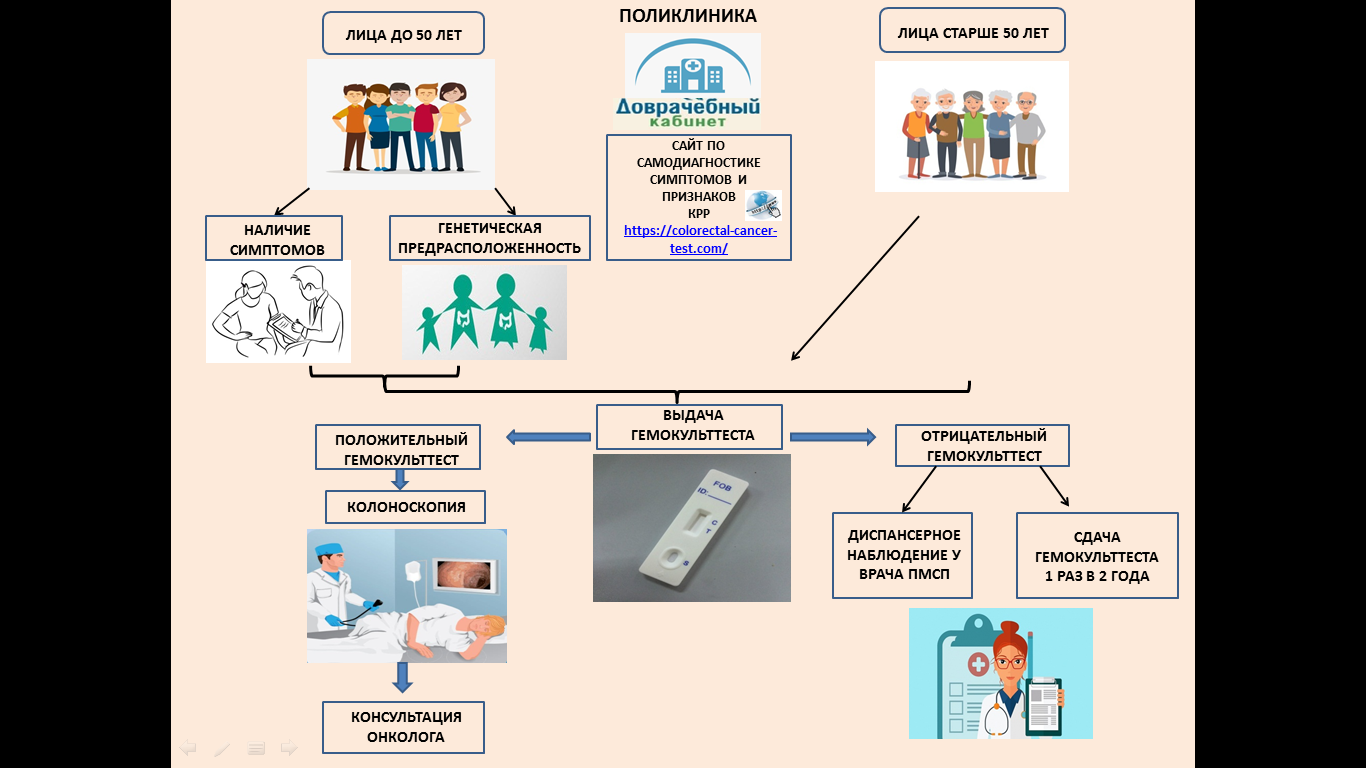 ПОЛИКЛИНИКА
ЛИЦА ДО 50 ЛЕТ
ЛИЦА СТАРШЕ 50 ЛЕТ
Доврачебный
кабинет
САЙТ ПО
САМОДИАГНОСТИКЕ
СИМПТОМОВ И
ПРИЗНАКОВ
КРР
https://colorectal-cancer-
test.com/
НАЛИЧИЕ
СИМПТОМОВ
ГЕНЕТИЧЕСКАЯ
ПРЕДРАСПОЛОЖЕННОСТЬ
ВЫДАЧА
ГЕМОКУЛЬТТЕСТА
ПОЛОЖИТЕЛЬНЫЙ
ГЕМОКУЛЬТТЕСТ
ОТРИЦАТЕЛЬНЫЙ
ГЕМОКУЛЬТТЕСТ
FOB
ID:
C
T
S
КОЛОНОСКОПИЯ
ДИСПАНСЕРНОЕ
НАБЛЮДЕНИЕ У
ВРАЧА ПМСП
СДАЧА
ГЕМОКУЛЬТТЕСТА
1 РАЗ В 2 ГОДА
КОНСУЛЬТАЦИЯ
ОНКОЛОГА